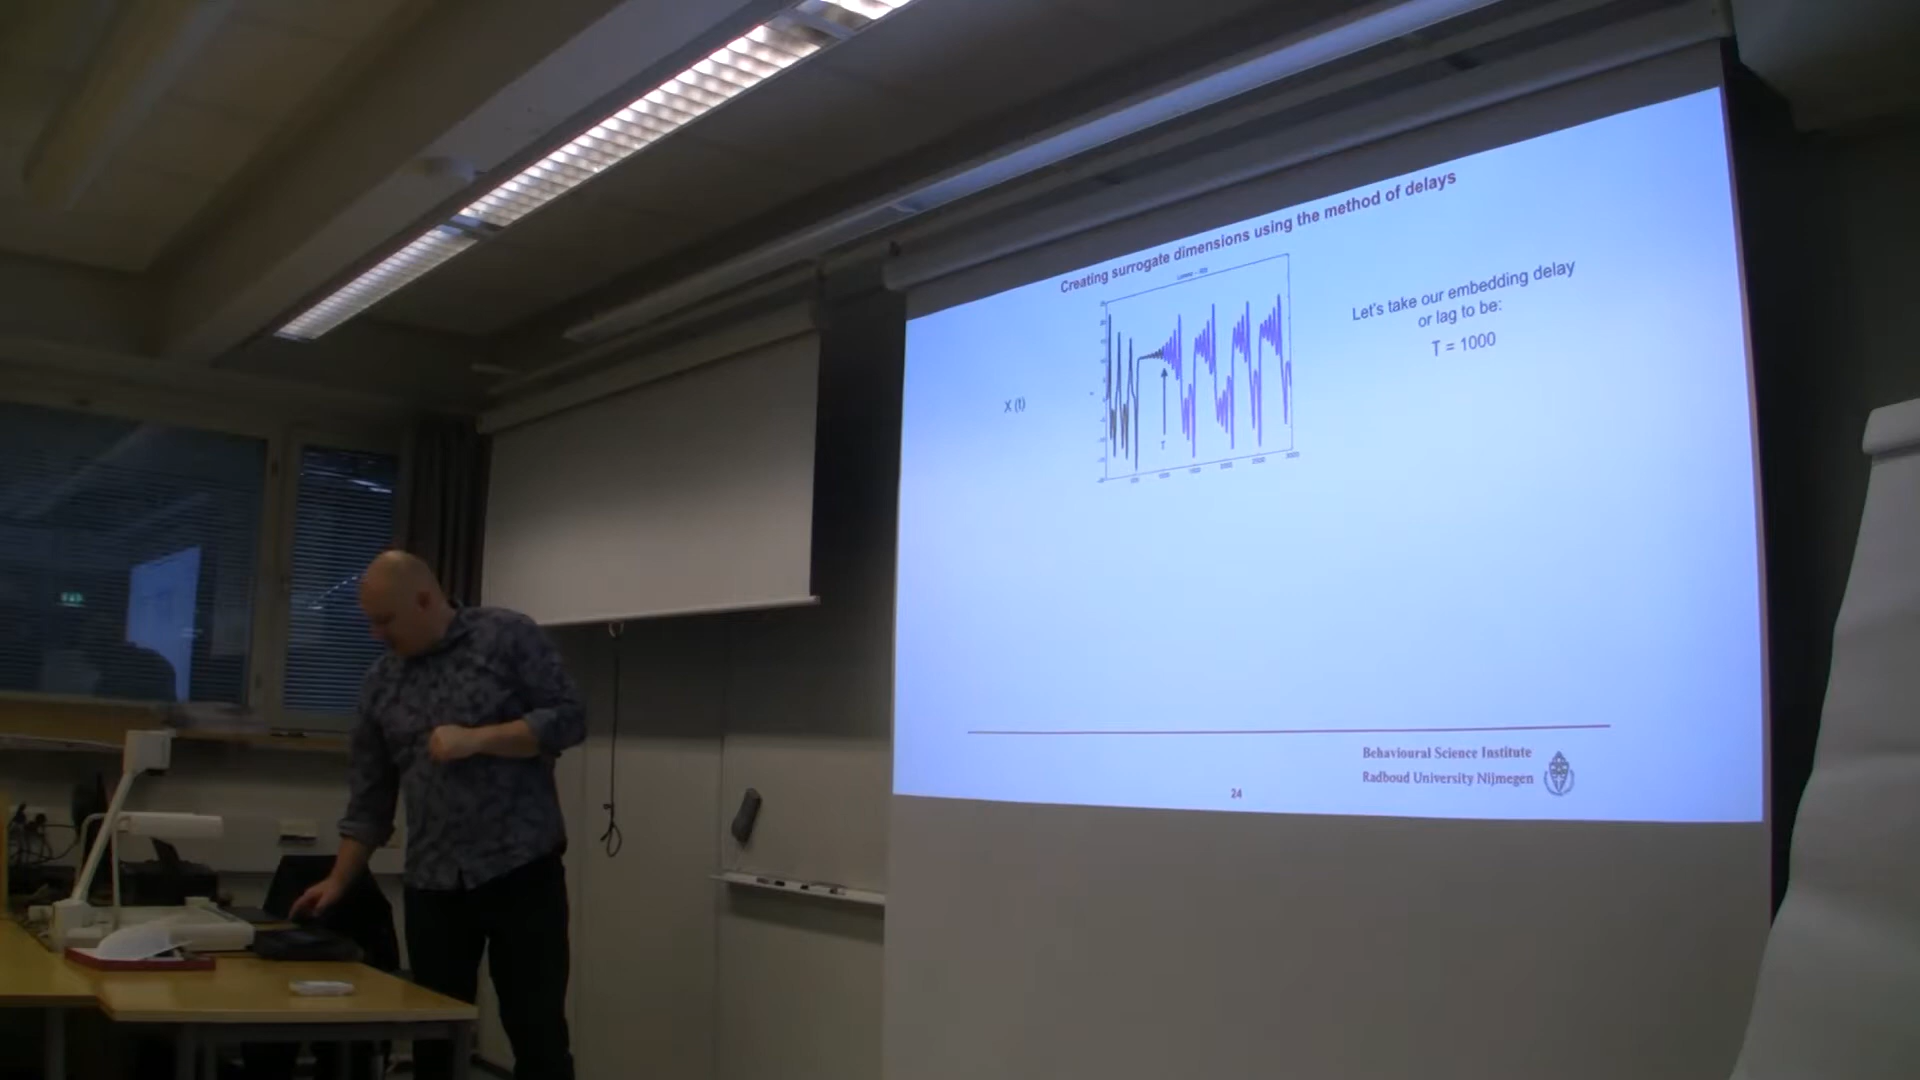 Creating surrogate dimensions using the method of delays
Let's take our embedding delay
or lag to be:
T = 1000
X (t)
T
Behavioural Science Institute
Radboud University Nijmegen
24